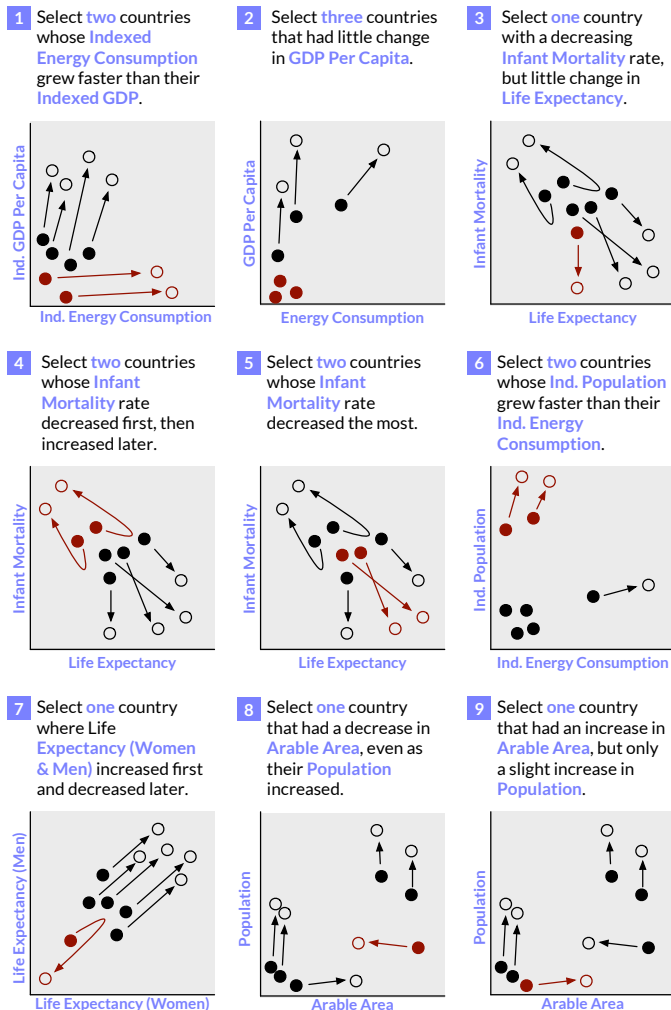 1 Select two countries
whose Indexed
Energy Consumption
grew faster than their
Indexed GDP.
Ind. GDP Per Capita
Ind. Energy Consumption
2 Select three countries
that had little change
in GDP Per Capita.
GDP Per Capita
Energy Consumption
3 Select one country
with a decreasing
Infant Mortality rate,
but little change in
Life Expectancy.
Infant Mortality
Life Expectancy
4 Select two countries
whose Infant
Mortality rate
decreased first, then
increased later.
Infant Mortality
Life Expectancy
5 Select two countries
whose Infant
Mortality rate
decreased the most.
Infant Mortality
Life Expectancy
6 Select two countries
whose Ind. Population
grew faster than their
Ind. Energy
Consumption.
Ind. Population
Ind. Energy Consumption
7 Select one country
where Life
Expectancy (Women
& Men) increased first
and decreased later.
Life Expectancy (Men)
Life Expectancy (Women)
8 Select one country
that had a decrease in
Arable Area, even as
their Population
increased.
Population
Arable Area
9 Select one country
that had an increase in
Arable Area, but only
a slight increase in
Population.
Population
Arable Area